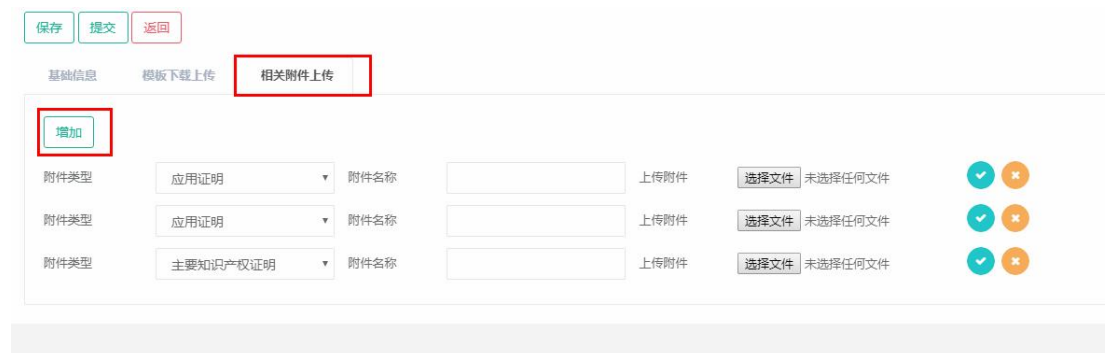 保存 提交 返回
基础信息 模板下载上传 相关附件上传
增加
附件类型 应用证明 附件名称 上传附件 选择文件 未选择任何文件
附件类型 应用证明 附件名称 上传附件 选择文件 未选择任何文件
附件类型 主要知识产权证明 附件名称 上传附件 选择文件 未选择任何文件